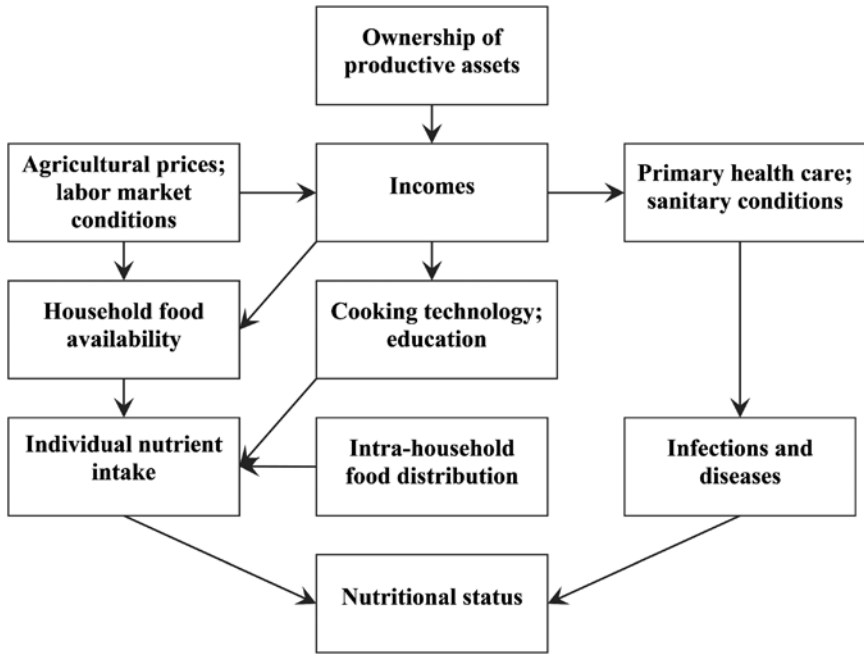 Ownership of
productive assets
Agricultural prices;
labor market
conditions
Incomes
Primary health care;
sanitary conditions
Household food
availability
Cooking technology;
education
Individual nutrient
intake
Intra-household
food distribution
Infections and
diseases
Nutritional status